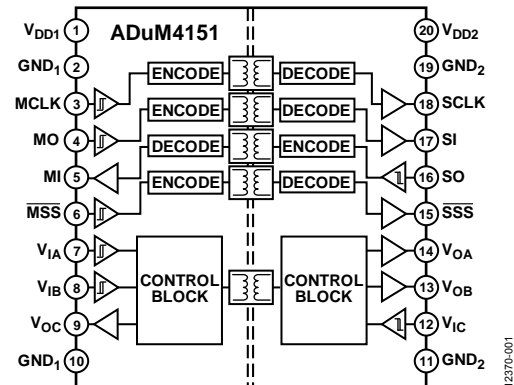 ADuM4151
VDD1 1
20 VDD2
GND1 2
19 GND2
ENCODE
DECODE
MCLK 3
18 SCLK
ENCODE
DECODE
MO 4
17 SI
DECODE
ENCODE
MI 5
16 SO
ENCODE
DECODE
MSS 6
15 SSS
VIA 7
14 VOA
CONTROL
BLOCK
CONTROL
BLOCK
VIB 8
13 VOB
VOC 9
12 VIC
GND1 10
11 GND2
12370-001